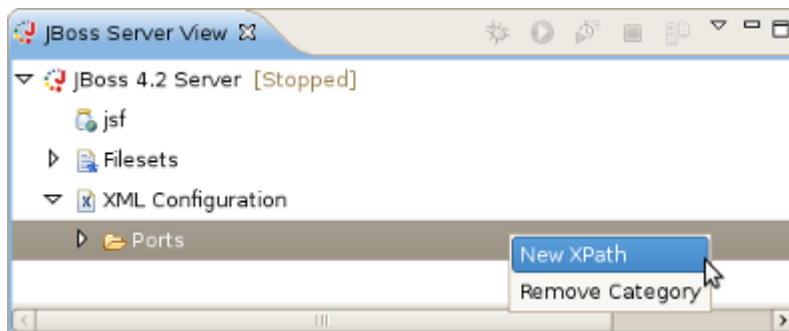 JBoss Server View
JBoss 4.2 Server [Stopped]
jsf
Filesets
XML Configuration
Ports
New XPath
Remove Category